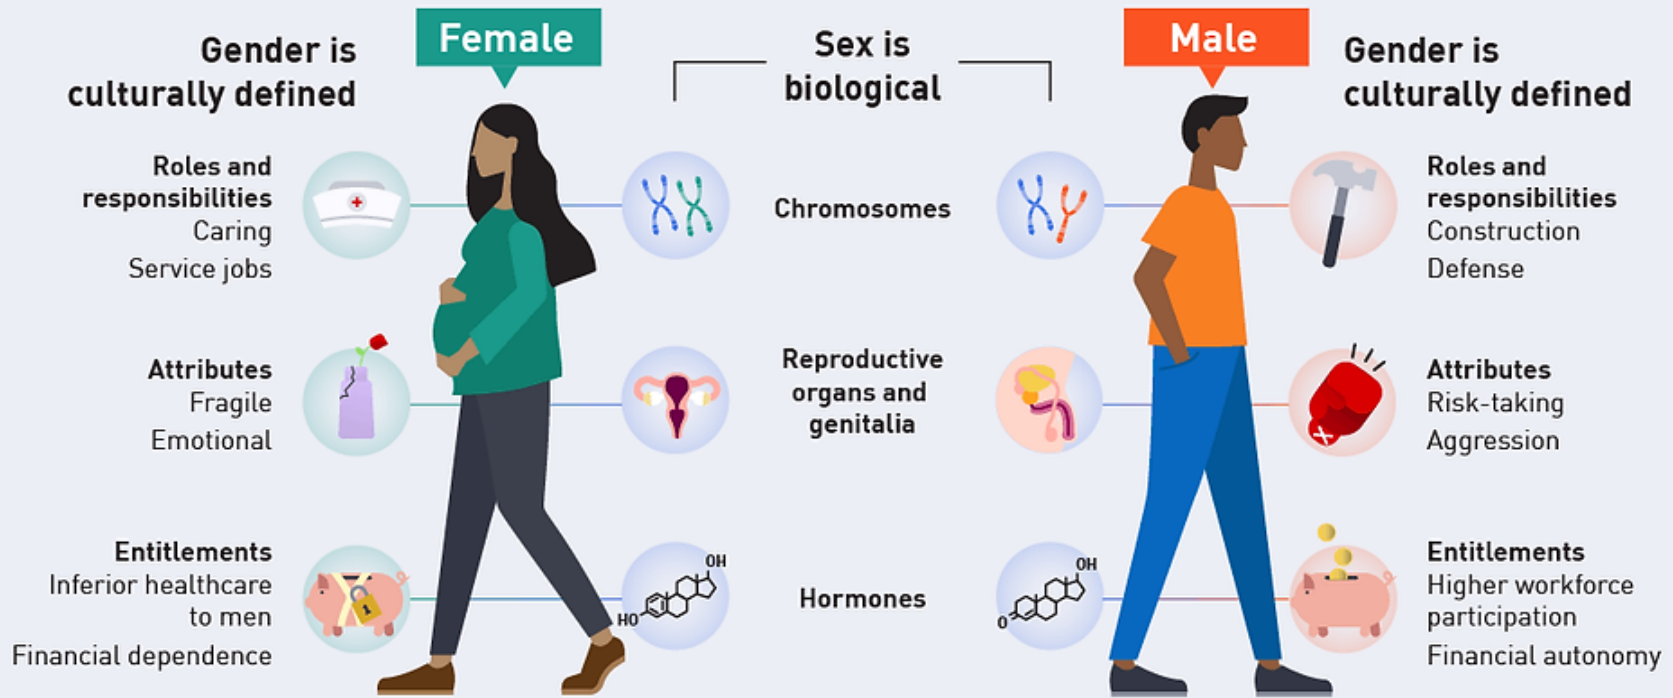 Gender is
culturally defined
Female
Sex is
biological
Male
Gender is
culturally defined
Roles and
responsibilities
Caring
Service jobs
Chromosomes
Roles and
responsibilities
Construction
Defense
Attributes
Fragile
Emotional
Reproductive
organs and
genitalia
Attributes
Risk-taking
Aggression
Entitlements
Inferior healthcare
to men
Financial dependence
OH
HO
Hormones
OH
O
Entitlements
Higher workforce
participation
Financial autonomy